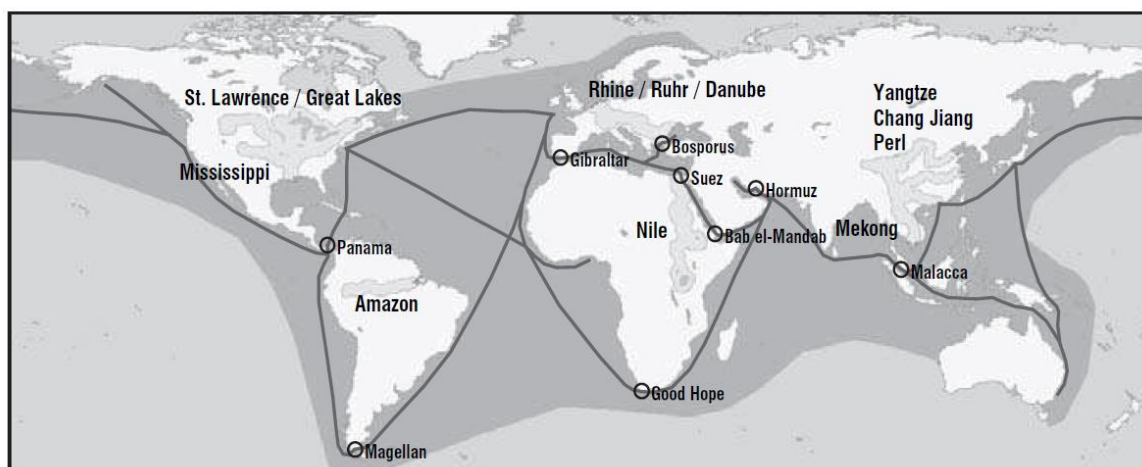 St. Lawrence / Great Lakes
Rhine / Ruhr / Danube
Yangtze
Chang Jiang
Perl
Mississippi
Gibraltar
Bosporus
Suez
Hormuz
Nile
Bab el-Mandab
Mekong
Panama
Malacca
Amazon
Good Hope
Magellan